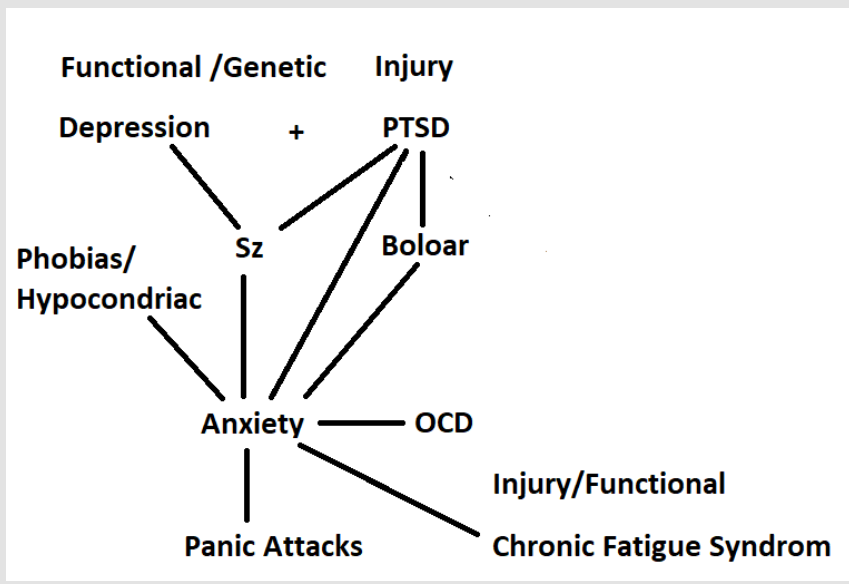 Functional /Genetic Injury
Depression + PTSD
Sz Boloar
Phobias/
Hypocondriac
Anxiety OCD
Injury/Functional
Panic Attacks Chronic Fatigue Syndrom